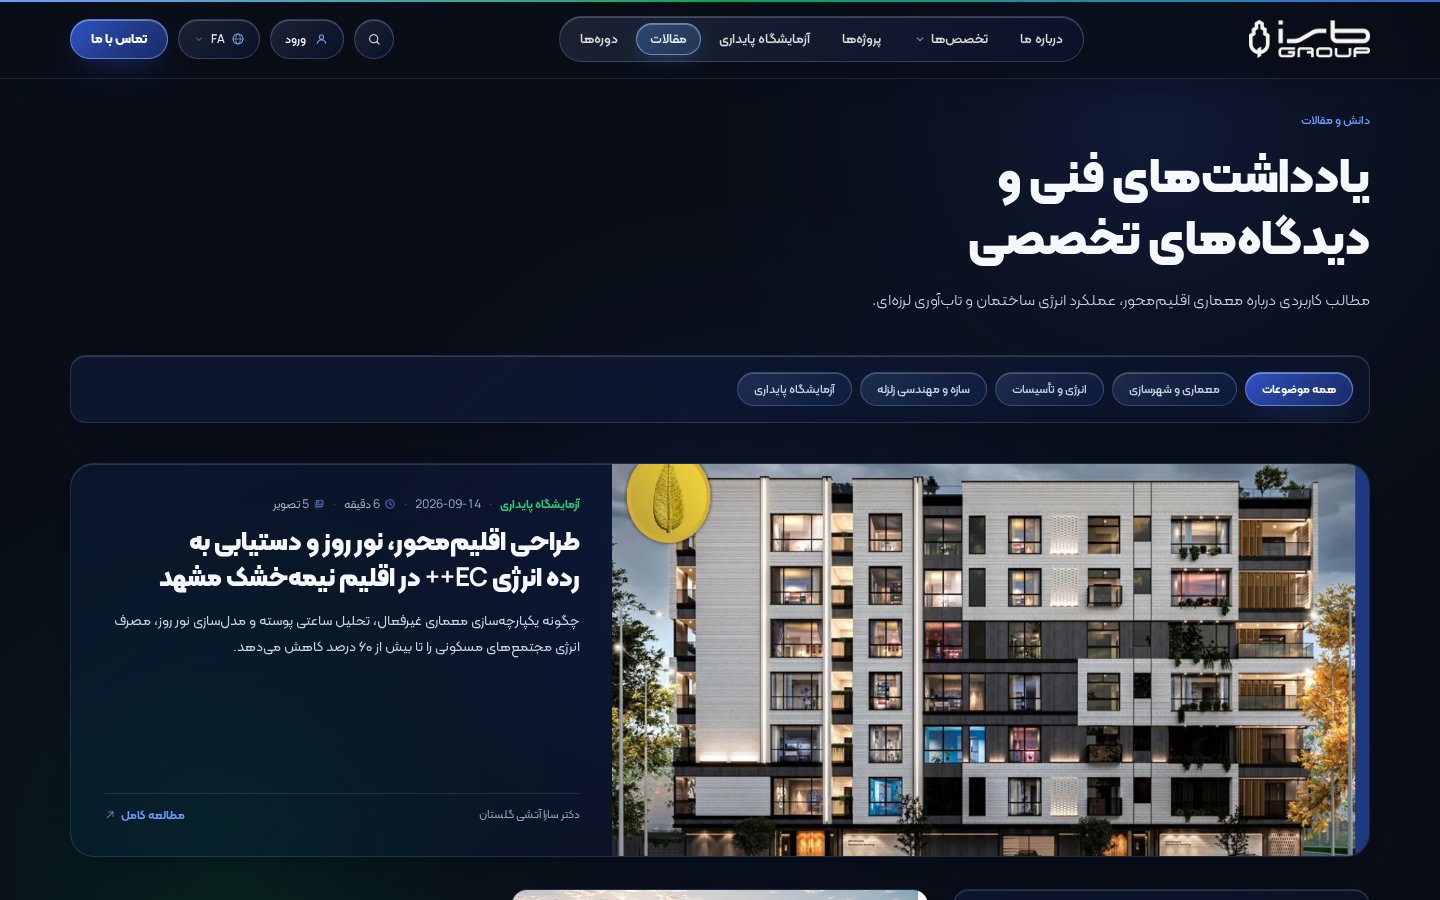 طاها GROUP
درباره ما
تخصص‌ها
پروژه‌ها
آزمایشگاه پایداری
مقالات
دوره‌ها
ورود
FA
تماس با ما
دانش و مقالات
یادداشت‌های فنی و
دیدگاه‌های تخصصی
مطالب کاربردی درباره معماری اقلیم‌محور، عملکرد انرژی ساختمان و تاب‌آوری لرزه‌ای.
همه موضوعات
معماری و شهرسازی
انرژی و تأسیسات
سازه و مهندسی زلزله
آزمایشگاه پایداری
آزمایشگاه پایداری · 2026-09-14 · 6 دقیقه · 5 تصویر
طراحی اقلیم‌محور، نور روز و دستیابی به
رده انرژی EC++ در اقلیم نیمه‌خشک مشهد
چگونه یکپارچه‌سازی معماری غیرفعال، تحلیل ساعتی پوسته و مدل‌سازی نور روز، مصرف
انرژی مجتمع‌های مسکونی را تا بیش از ۶۰ درصد کاهش می‌دهد.
دکتر سارا آتشی گلستان
مطالعه کامل